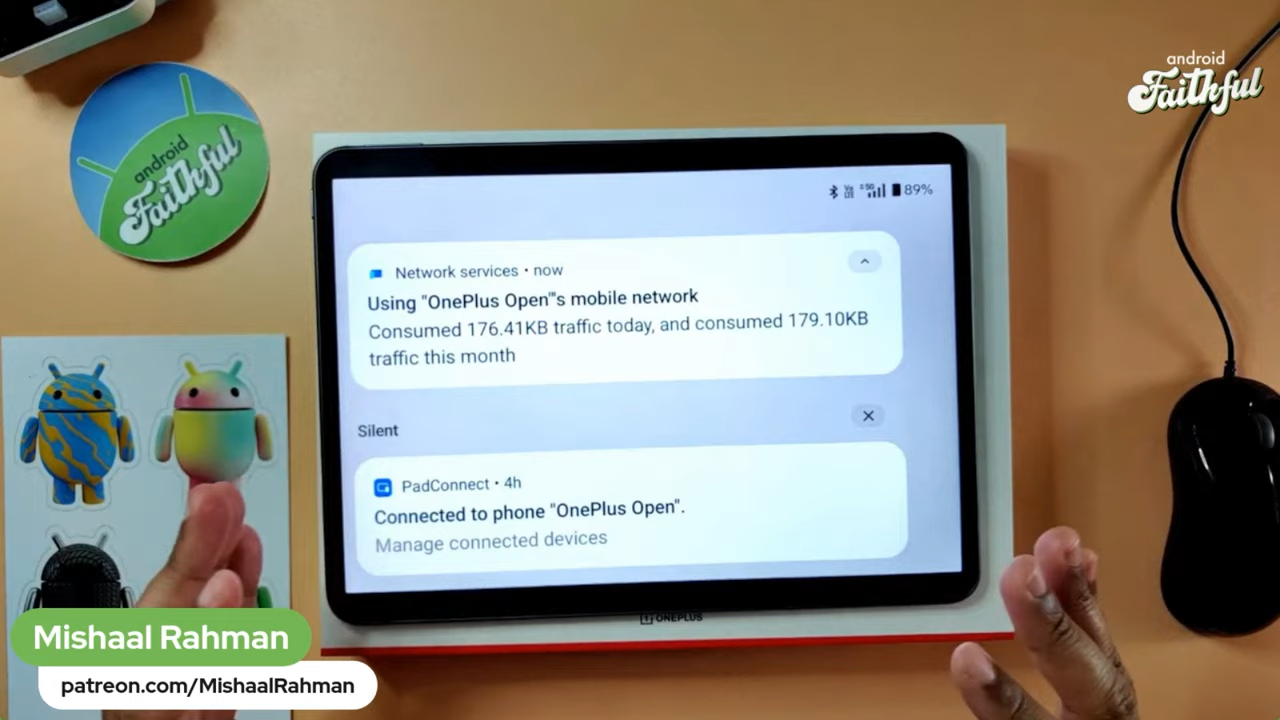 android
Faithful
android
Faithful
89%
Network services • now
Using "OnePlus Open"'s mobile network
Consumed 176.41KB traffic today, and consumed 179.10KB
traffic this month
Silent
PadConnect • 4h
Connected to phone "OnePlus Open".
Manage connected devices
ONEPLUS
Mishaal Rahman
patreon.com/MishaalRahman